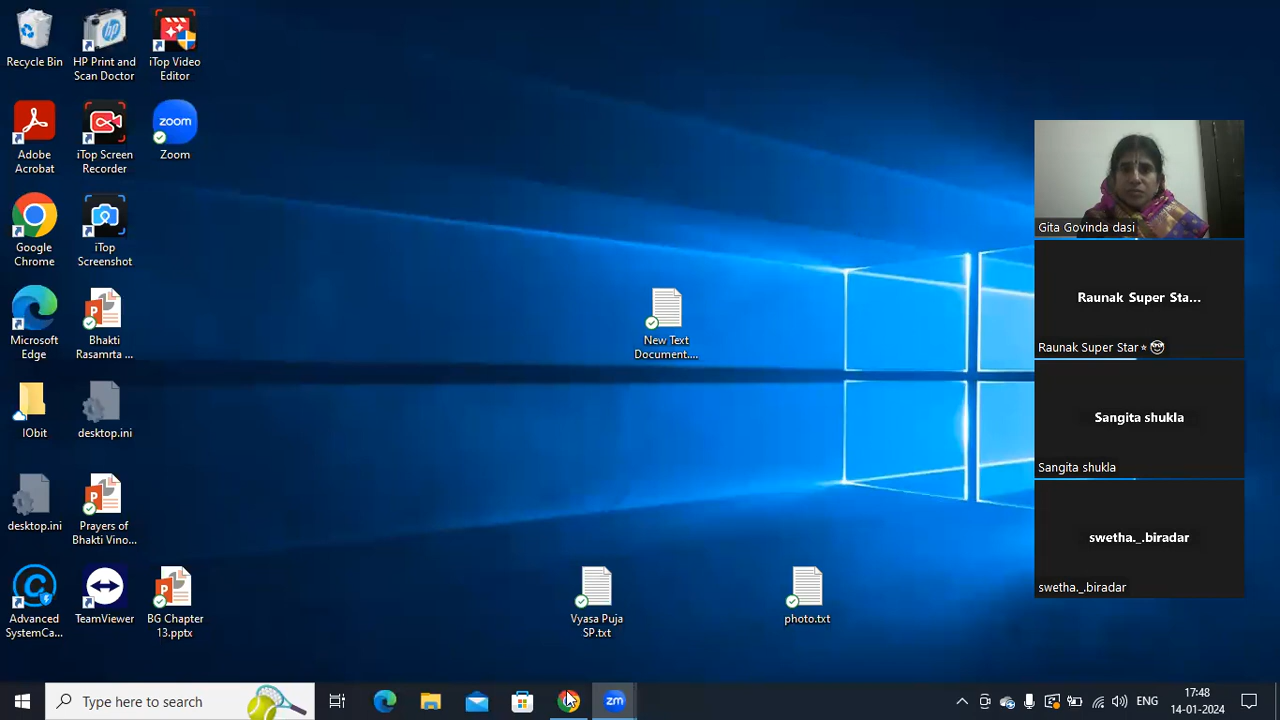 Recycle Bin
HP Print and
Scan Doctor
iTop Video
Editor
Adobe
Acrobat
iTop Screen
Recorder
zoom
Zoom
Google
Chrome
iTop
Screenshot
Microsoft
Edge
Bhakti
Rasamrta ...
IObit
desktop.ini
desktop.ini
Prayers of
Bhakti Vino...
Advanced
SystemCa...
TeamViewer
BG Chapter
13.pptx
New Text
Document....
Vyasa Puja
SP.txt
photo.txt
Gita Govinda dasi
Raunak Super Sta...
Raunak Super Star⭐😎
Sangita shukla
Sangita shukla
swetha._.biradar
swetha._.biradar
Type here to search
zm
ENG
17:48
14-01-2024